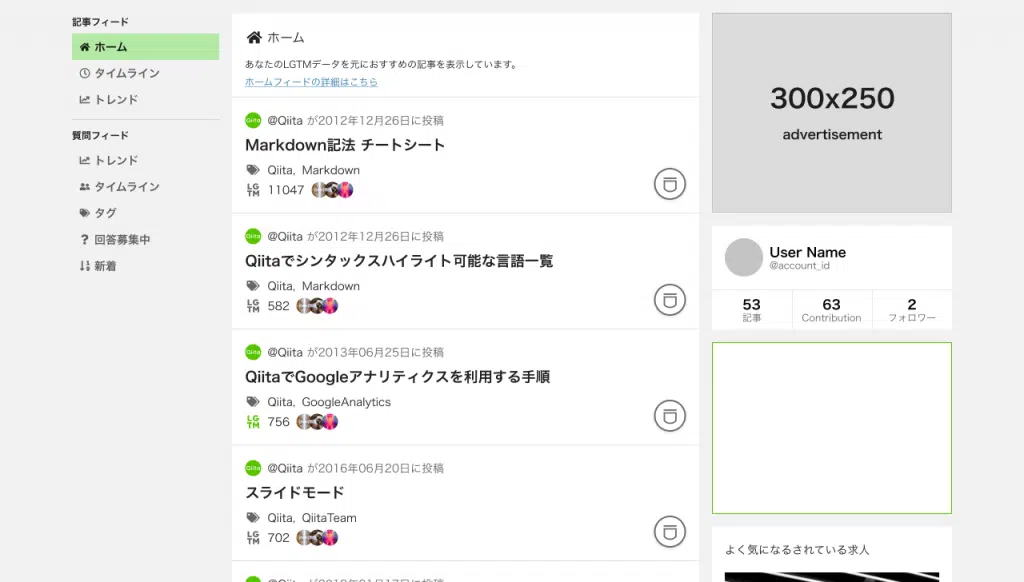 記事フィード
ホーム
タイムライン
トレンド
質問フィード
トレンド
タイムライン
タグ
回答募集中
新着
ホーム
あなたのLGTMデータを元におすすめの記事を表示しています。
ホームフィードの詳細はこちら
Qiita @Qiita が2012年12月26日に投稿
Markdown記法 チートシート
Qiita, Markdown
LGTM 11047
Qiita @Qiita が2012年12月26日に投稿
Qiitaでシンタックスハイライト可能な言語一覧
Qiita, Markdown
LGTM 582
Qiita @Qiita が2013年06月25日に投稿
QiitaでGoogleアナリティクスを利用する手順
Qiita, GoogleAnalytics
LGTM 756
Qiita @Qiita が2016年06月20日に投稿
スライドモード
Qiita, QiitaTeam
LGTM 702
300x250
advertisement
User Name
@account_id
53 63 2
記事 Contribution フォロワー
よく気になるされている求人